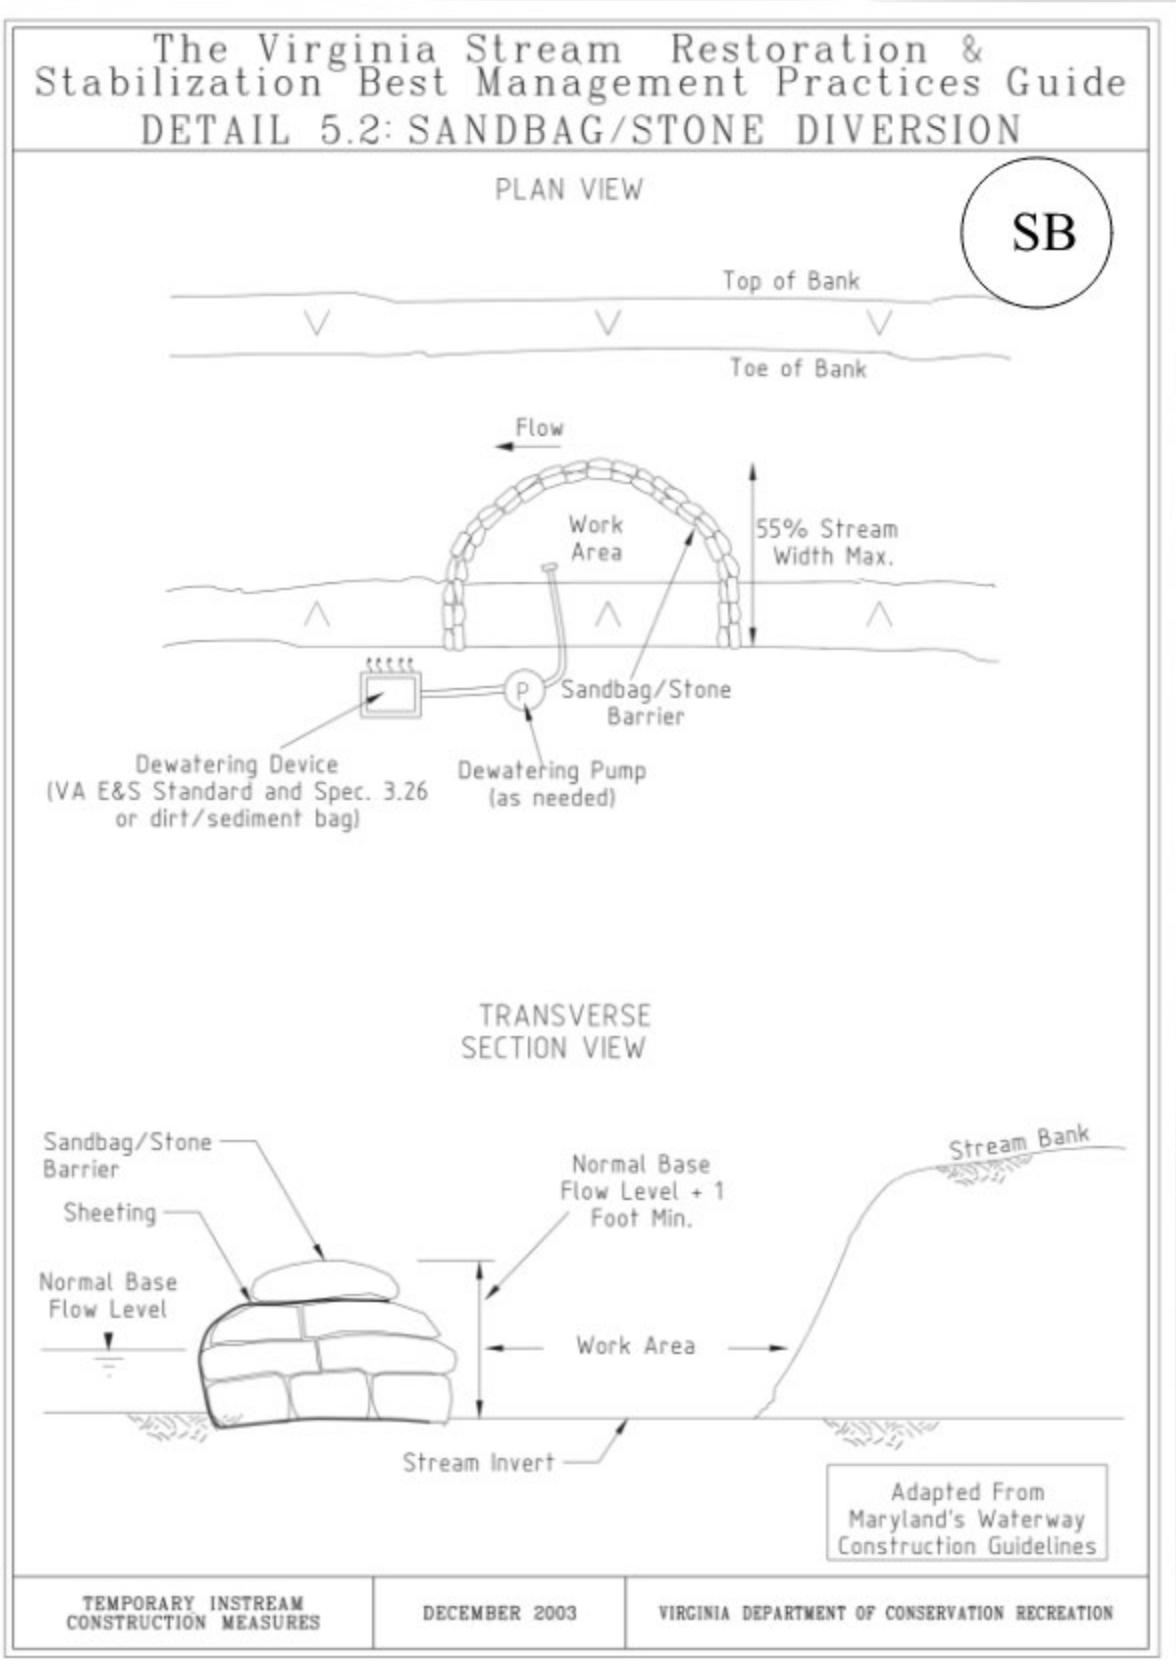 The Virginia Stream Restoration &
Stabilization Best Management Practices Guide
DETAIL 5.2: SANDBAG/STONE DIVERSION
PLAN VIEW
SB
Top of Bank
Toe of Bank
Flow
Work
Area
55% Stream
Width Max.
P
Sandbag/Stone
Barrier
Dewatering Device
(VA E&S Standard and Spec. 3.26
or dirt/sediment bag)
Dewatering Pump
(as needed)
TRANSVERSE
SECTION VIEW
Sandbag/Stone
Barrier
Sheeting
Normal Base
Flow Level
Normal Base
Flow Level + 1
Foot Min.
Stream Bank
Work Area
Stream Invert
Adapted From
Maryland's Waterway
Construction Guidelines
TEMPORARY INSTREAM
CONSTRUCTION MEASURES
DECEMBER 2003
VIRGINIA DEPARTMENT OF CONSERVATION RECREATION